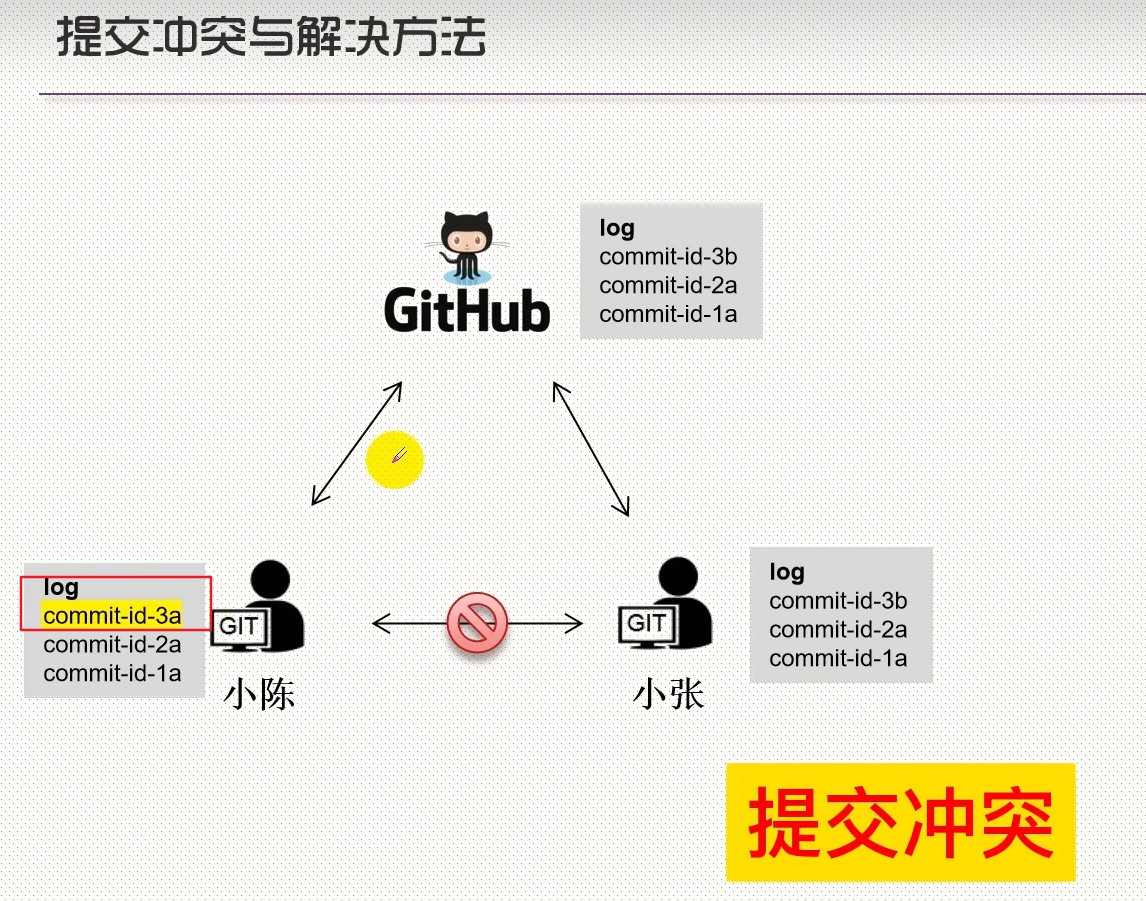 提交冲突与解决方法
GitHub
log
commit-id-3b
commit-id-2a
commit-id-1a
log
commit-id-3a
commit-id-2a
commit-id-1a
GIT
小陈
GIT
小张
log
commit-id-3b
commit-id-2a
commit-id-1a
提交冲突